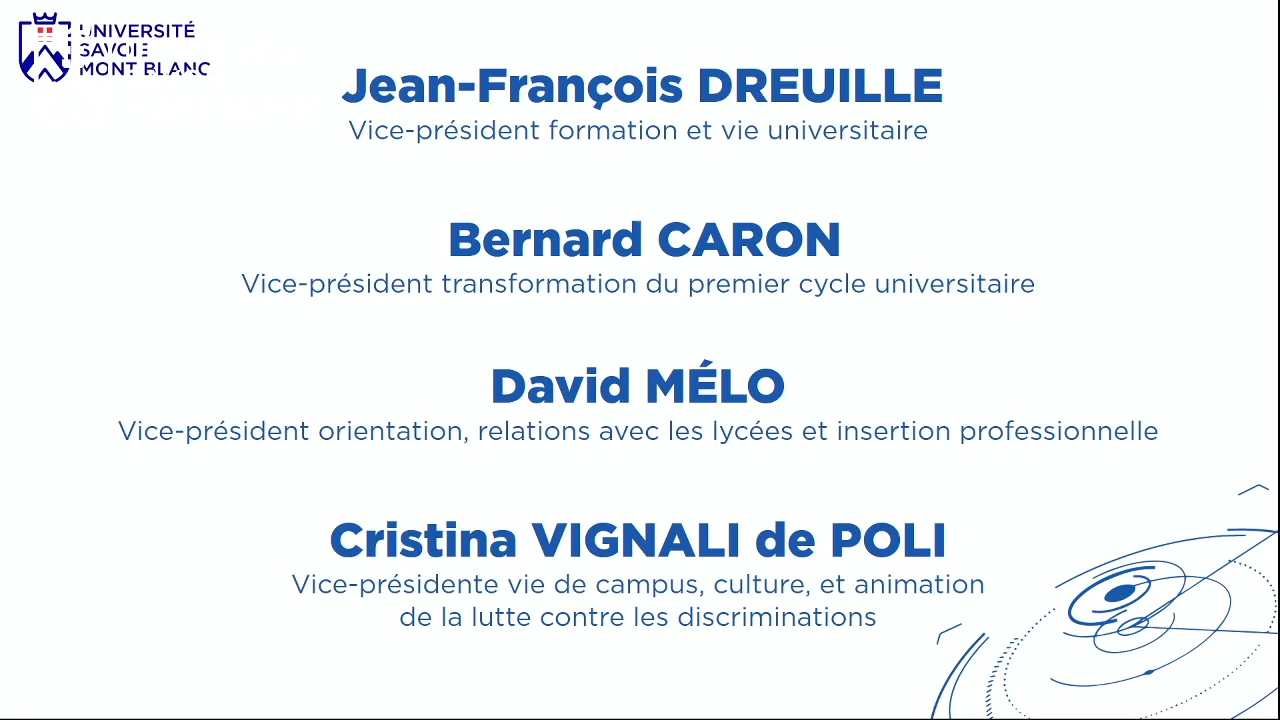 UNIVERSITÉ
SAVOIE
MONT BLANC
Jean-François DREUILLE
Vice-président formation et vie universitaire
Bernard CARON
Vice-président transformation du premier cycle universitaire
David MÉLO
Vice-président orientation, relations avec les lycées et insertion professionnelle
Cristina VIGNALI de POLI
Vice-présidente vie de campus, culture, et animation
de la lutte contre les discriminations